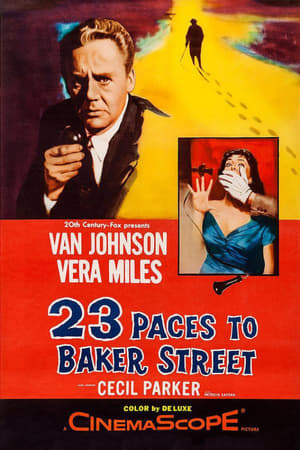 20th Century-Fox presents
VAN JOHNSON
VERA MILES
23 PACES TO
BAKER STREET
CECIL PARKER
COLOR by DE LUXE
A CINEMASCOPE PICTURE